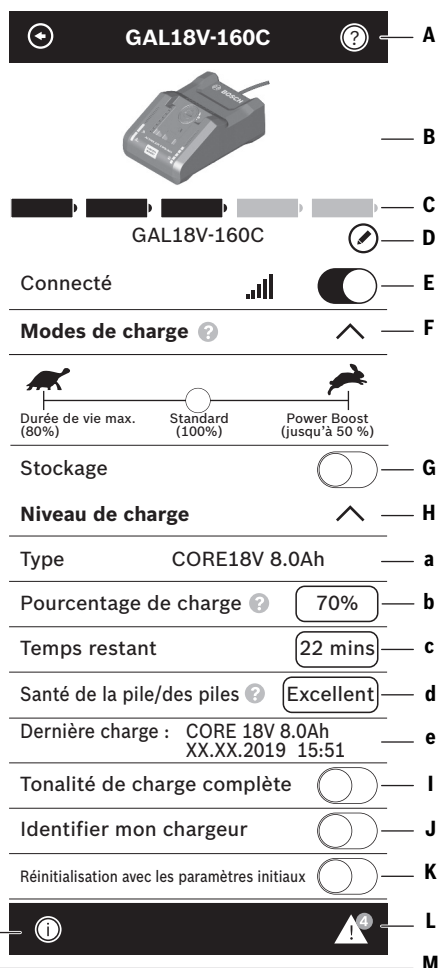 GAL18V-160C
?
A
BOSCH
B
C
GAL18V-160C
D
Connecté
E
Modes de charge ?
F
Durée de vie max.
(80%)
Standard
(100%)
Power Boost
(jusqu'à 50 %)
Stockage
G
Niveau de charge
H
Type CORE18V 8.0Ah
a
Pourcentage de charge ? 70%
b
Temps restant 22 mins
c
Santé de la pile/des piles ? Excellent
d
Dernière charge : CORE 18V 8.0Ah
XX.XX.2019 15:51
e
Tonalité de charge complète
I
Identifier mon chargeur
J
Réinitialisation avec les paramètres initiaux
K
i
! 4
L
M